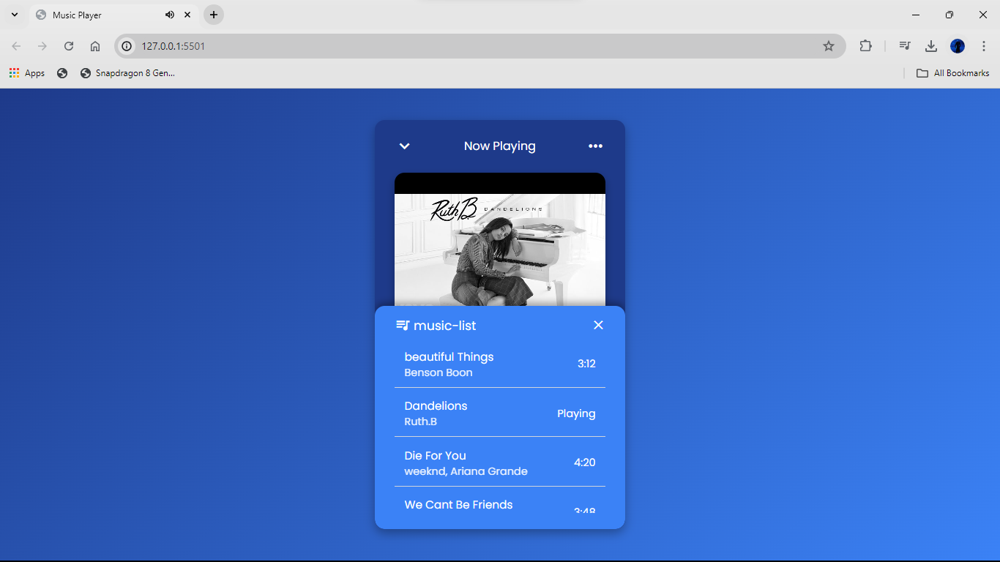 Music Player
127.0.0.1:5501
Apps
Snapdragon 8 Gen...
All Bookmarks
Now Playing
Ruth B. DANDELIONS
music-list
beautiful Things
3:12
Benson Boon
Dandelions
Playing
Ruth.B
Die For You
4:20
weeknd, Ariana Grande
We Cant Be Friends
3:48